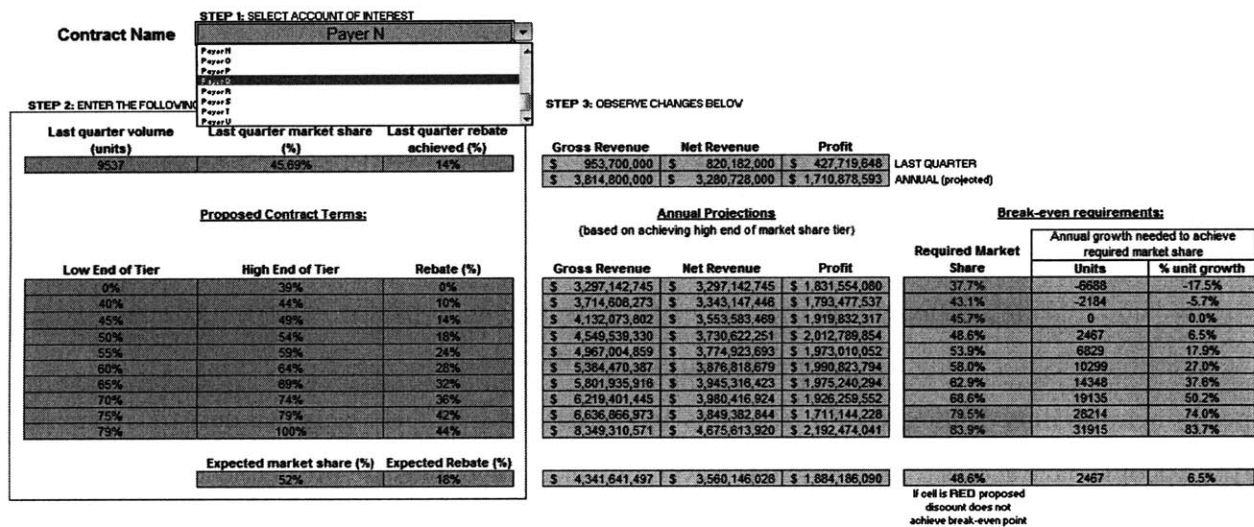 STEP 1: SELECT ACCOUNT OF INTEREST
Contract Name Payer N
Payer N
Payer O
Payer P
Payer Q
Payer R
Payer S
Payer T
Payer U
STEP 2: ENTER THE FOLLOWING
Last quarter volume (units) Last quarter market share (%) Last quarter rebate achieved (%)
9537 45.69% 14%
Proposed Contract Terms:
Low End of Tier High End of Tier Rebate (%)
0% 39% 0%
40% 44% 10%
45% 49% 14%
50% 54% 18%
55% 59% 24%
60% 64% 28%
65% 69% 32%
70% 74% 36%
75% 79% 42%
79% 100% 44%
Expected market share (%) Expected Rebate (%)
52% 18%
STEP 3: OBSERVE CHANGES BELOW
Gross Revenue Net Revenue Profit
$ 953,700,000 $ 820,182,000 $ 427,719,648 LAST QUARTER
$ 3,814,800,000 $ 3,280,728,000 $ 1,710,878,593 ANNUAL (projected)
Annual Projections
(based on achieving high end of market share tier)
Gross Revenue Net Revenue Profit
$ 3,297,142,745 $ 3,297,142,745 $ 1,831,554,080
$ 3,714,608,273 $ 3,343,147,446 $ 1,793,477,537
$ 4,132,073,802 $ 3,553,583,469 $ 1,919,832,317
$ 4,549,539,330 $ 3,730,622,251 $ 2,012,789,854
$ 4,967,004,859 $ 3,774,923,693 $ 1,973,010,052
$ 5,384,470,387 $ 3,876,818,679 $ 1,990,823,794
$ 5,801,935,916 $ 3,945,316,423 $ 1,975,240,294
$ 6,219,401,445 $ 3,980,416,924 $ 1,926,259,552
$ 6,636,866,973 $ 3,849,382,844 $ 1,711,144,228
$ 8,349,310,571 $ 4,675,613,920 $ 2,192,474,041
$ 4,341,641,497 $ 3,560,146,028 $ 1,884,186,090
Break-even requirements:
Required Market Share
Annual growth needed to achieve required market share
Units % unit growth
37.7% -6688 -17.5%
43.1% -2184 -5.7%
45.7% 0 0.0%
48.6% 2467 6.5%
53.9% 6829 17.9%
58.0% 10299 27.0%
62.9% 14348 37.6%
68.6% 19135 50.2%
79.5% 28214 74.0%
83.9% 31915 83.7%
48.6% 2467 6.5%
If cell is RED proposed
discount does not
achieve break-even point